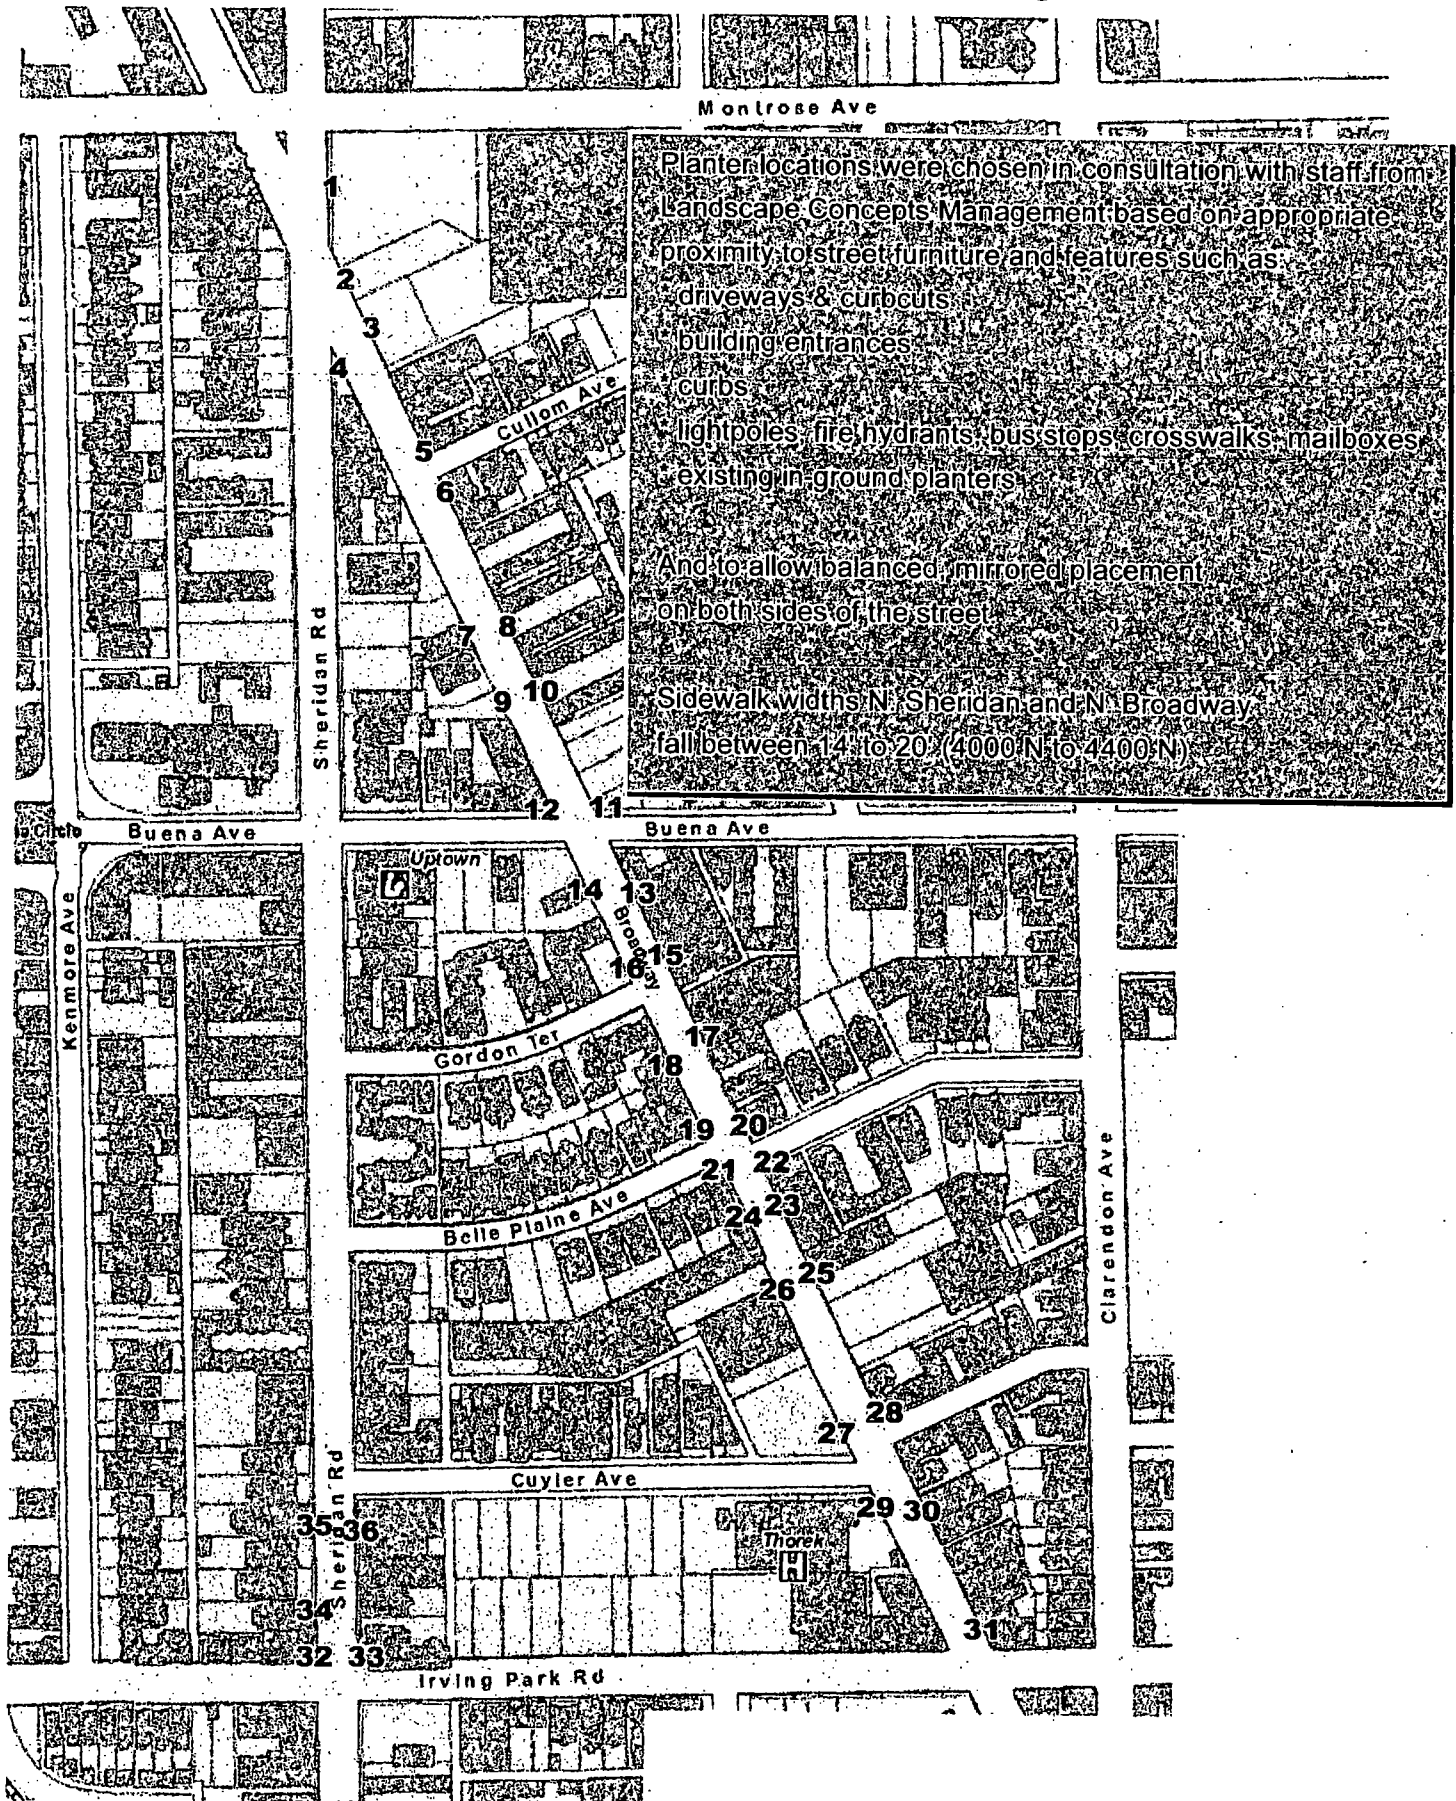 Montrose Ave
Planter locations were chosen in consultation with staff from
Landscape Concepts Management based on appropriate
proximity to street furniture and features such as:
driveways & curbcuts
building entrances
curbs
lightpoles, fire hydrants, bus stops, crosswalks, mailboxes
existing in-ground planters
And to allow balanced, mirrored placement
on both sides of the street
Sidewalk widths N. Sheridan and N. Broadway
fall between 14' to 20' (4000 N to 4400 N)
1
2
3
4
Cullom Ave
5
6
Sheridan Rd
7
8
9
10
12
11
Circle
Buena Ave
Buena Ave
Uptown
Kenmore Ave
14
13
Broadway
15
16
Gordon Ter
17
18
19
20
21
22
Belle Plaine Ave
23
24
25
26
Clarendon Ave
28
27
Cuyler Ave
Sheridan Rd
29
30
35
36
Thorek
H
34
31
32
33
Irving Park Rd